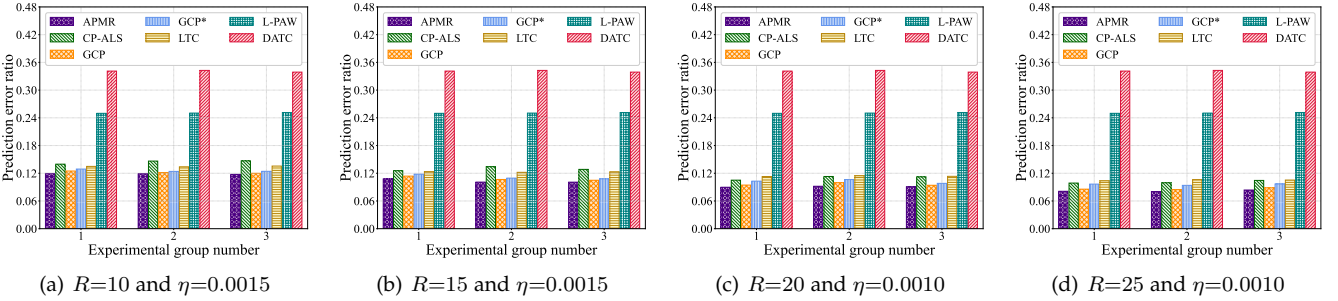 0.48
0.42
0.36
0.30
0.24
0.18
0.12
0.06
0.00
Prediction error ratio
APMR GCP* L-PAW
CP-ALS LTC DATC
GCP
1 2 3
Experimental group number
(a) R=10 and η=0.0015
0.48
0.42
0.36
0.30
0.24
0.18
0.12
0.06
0.00
Prediction error ratio
APMR GCP* L-PAW
CP-ALS LTC DATC
GCP
1 2 3
Experimental group number
(b) R=15 and η=0.0015
0.48
0.42
0.36
0.30
0.24
0.18
0.12
0.06
0.00
Prediction error ratio
APMR GCP* L-PAW
CP-ALS LTC DATC
GCP
1 2 3
Experimental group number
(c) R=20 and η=0.0010
0.48
0.42
0.36
0.30
0.24
0.18
0.12
0.06
0.00
Prediction error ratio
APMR GCP* L-PAW
CP-ALS LTC DATC
GCP
1 2 3
Experimental group number
(d) R=25 and η=0.0010